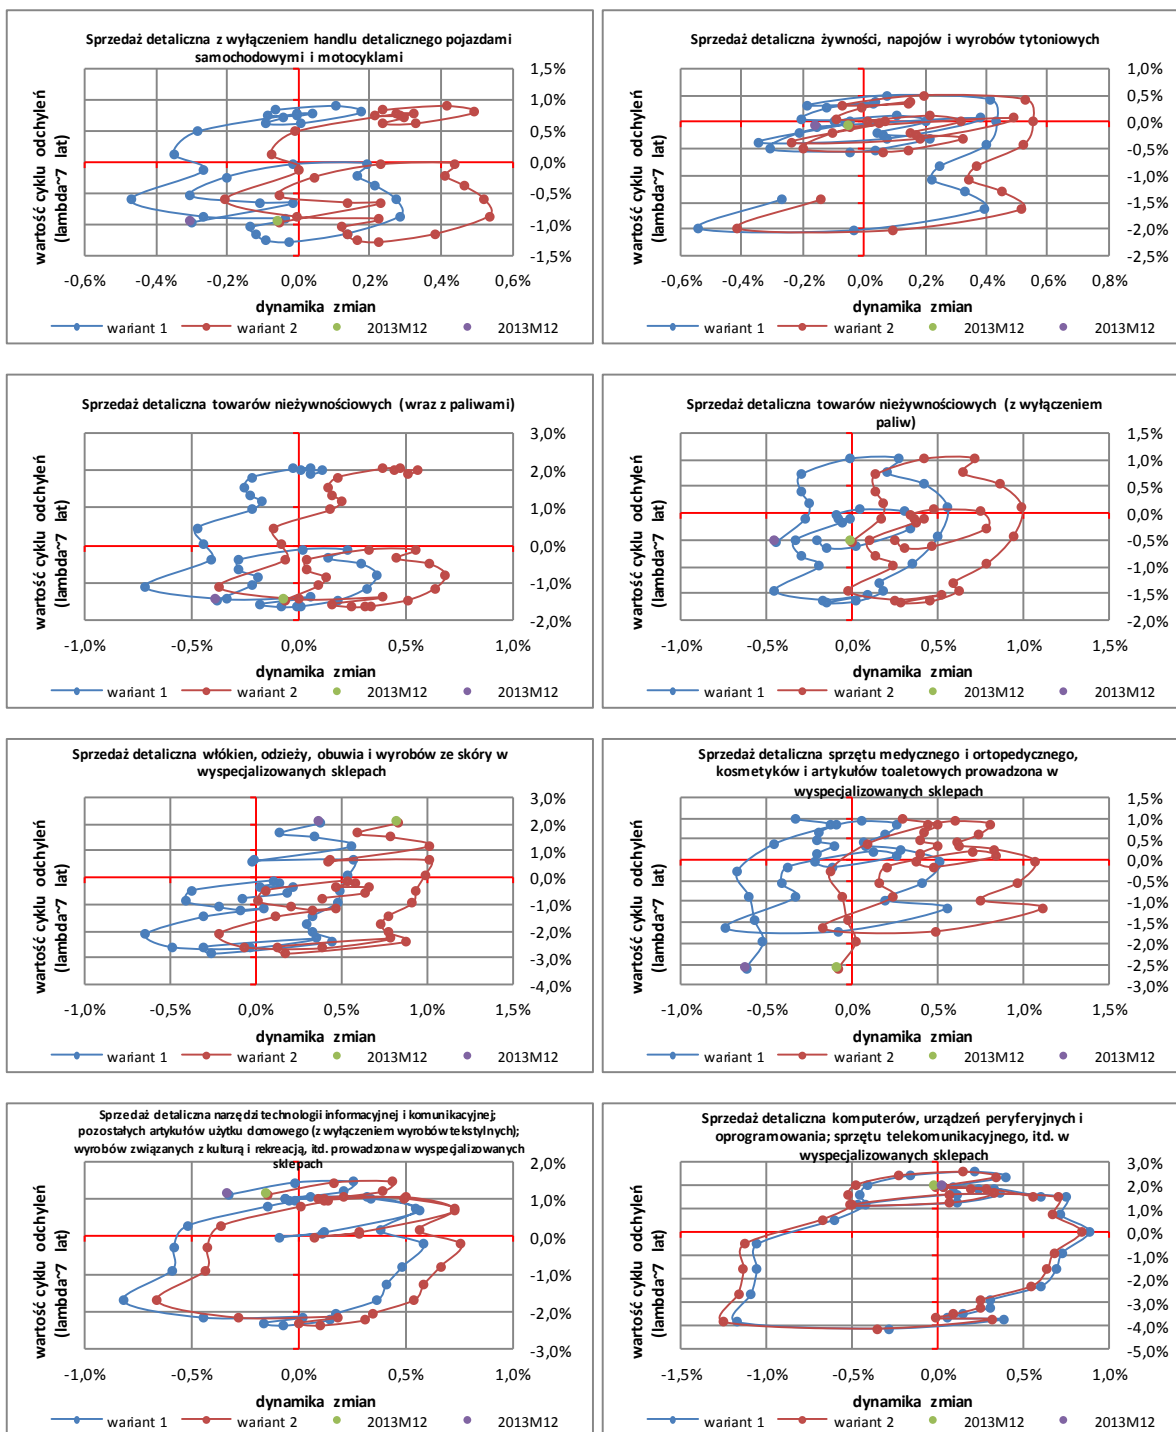 Sprzedaż detaliczna z wyłączeniem handlu detalicznego pojazdami
samochodowymi i motocyklami
1,5%
1,0%
0,5%
0,0%
-0,5%
-1,0%
-1,5%
-0,6% -0,4% -0,2% 0,0% 0,2% 0,4% 0,6%
wartość cyklu odchyleń
(lambda~7 lat)
dynamika zmian
wariant 1 wariant 2 2013M12 2013M12
Sprzedaż detaliczna żywności, napojów i wyrobów tytoniowych
1,0%
0,5%
0,0%
-0,5%
-1,0%
-1,5%
-2,0%
-2,5%
-0,6% -0,4% -0,2% 0,0% 0,2% 0,4% 0,6% 0,8%
wartość cyklu odchyleń
(lambda~7 lat)
dynamika zmian
wariant 1 wariant 2 2013M12 2013M12
Sprzedaż detaliczna towarów nieżywnościowych (wraz z paliwami)
3,0%
2,0%
1,0%
0,0%
-1,0%
-2,0%
-1,0% -0,5% 0,0% 0,5% 1,0%
wartość cyklu odchyleń
(lambda~7 lat)
dynamika zmian
wariant 1 wariant 2 2013M12 2013M12
Sprzedaż detaliczna towarów nieżywnościowych (z wyłączeniem
paliw)
1,5%
1,0%
0,5%
0,0%
-0,5%
-1,0%
-1,5%
-2,0%
-1,0% -0,5% 0,0% 0,5% 1,0% 1,5%
wartość cyklu odchyleń
(lambda~7 lat)
dynamika zmian
wariant 1 wariant 2 2013M12 2013M12
Sprzedaż detaliczna włókien, odzieży, obuwia i wyrobów ze skóry w
wyspecjalizowanych sklepach
3,0%
2,0%
1,0%
0,0%
-1,0%
-2,0%
-3,0%
-4,0%
-1,0% -0,5% 0,0% 0,5% 1,0% 1,5%
wartość cyklu odchyleń
(lambda~7 lat)
dynamika zmian
wariant 1 wariant 2 2013M12 2013M12
Sprzedaż detaliczna sprzętu medycznego i ortopedycznego,
kosmetyków i artykułów toaletowych prowadzona w
wyspecjalizowanych sklepach
1,5%
1,0%
0,5%
0,0%
-0,5%
-1,0%
-1,5%
-2,0%
-2,5%
-3,0%
-1,0% -0,5% 0,0% 0,5% 1,0% 1,5%
wartość cyklu odchyleń
(lambda~7 lat)
dynamika zmian
wariant 1 wariant 2 2013M12 2013M12
Sprzedaż detaliczna narzędzi technologii informacyjnej i komunikacyjnej;
pozostałych artykułów użytku domowego (z wyłączeniem wyrobów tekstylnych);
wyrobów związanych z kulturą i rekreacją, itd. prowadzona w wyspecjalizowanych
sklepach
2,0%
1,0%
0,0%
-1,0%
-2,0%
-3,0%
-1,0% -0,5% 0,0% 0,5% 1,0%
wartość cyklu odchyleń
(lambda~7 lat)
dynamika zmian
wariant 1 wariant 2 2013M12 2013M12
Sprzedaż detaliczna komputerów, urządzeń peryferyjnych i
oprogramowania; sprzętu telekomunikacyjnego, itd. w
wyspecjalizowanych sklepach
3,0%
2,0%
1,0%
0,0%
-1,0%
-2,0%
-3,0%
-4,0%
-5,0%
-1,5% -1,0% -0,5% 0,0% 0,5% 1,0%
wartość cyklu odchyleń
(lambda~7 lat)
dynamika zmian
wariant 1 wariant 2 2013M12 2013M12